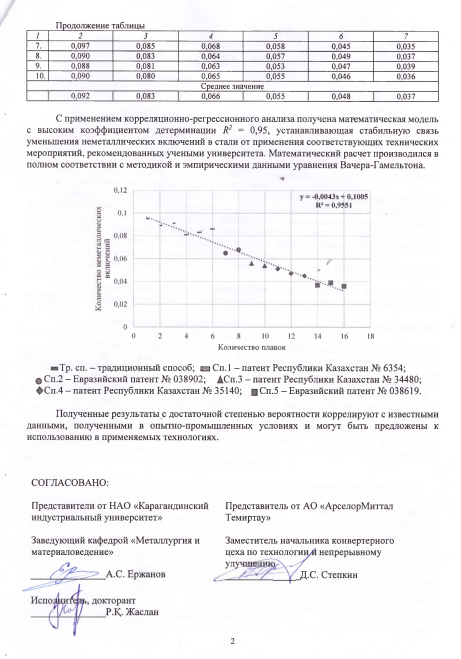 Продолжение таблицы
1 2 3 4 5 6 7
7. 0,097 0,085 0,068 0,058 0,045 0,035
8. 0,090 0,083 0,064 0,057 0,049 0,037
9. 0,088 0,081 0,063 0,053 0,047 0,039
10. 0,090 0,080 0,065 0,055 0,046 0,036
Среднее значение
0,092 0,083 0,066 0,055 0,048 0,037
С применением корреляционно-регрессионного анализа получена математическая модель
с высоким коэффициентом детерминации R² = 0,95, устанавливающая стабильную связь
уменьшения неметаллических включений в стали от применения соответствующих технических
мероприятий, рекомендованных учеными университета. Математический расчет производился в
полном соответствии с методикой и эмпирическими данными уравнения Вачера-Гамельтона.
Количество неметаллических
включений
0,12
0,1
0,08
0,06
0,04
0,02
0
y = -0,0043x + 0,1005
R² = 0,9551
0 2 4 6 8 10 12 14 16 18
Количество плавок
Тр. сп. – традиционный способ; Сп.1 – патент Республики Казахстан № 6354;
Сп.2 – Евразийский патент № 038902; Сп.3 – патент Республики Казахстан № 34480;
Сп.4 – патент Республики Казахстан № 35140; Сп.5 – Евразийский патент № 038619.
Полученные результаты с достаточной степенью вероятности коррелируют с известными
данными, полученными в опытно-промышленных условиях и могут быть предложены к
использованию в применяемых технологиях.
СОГЛАСОВАНО:
Представители от НАО «Карагандинский
индустриальный университет»
Заведующий кафедрой «Металлургия и
материаловедение»
А.С. Ержанов
Исполнитель, докторант
Р.Қ. Жаслан
Представитель от АО «АрселорМиттал
Темиртау»
Заместитель начальника конвертерного
цеха по технологии и непрерывному
улучшению
Д.С. Степкин
2